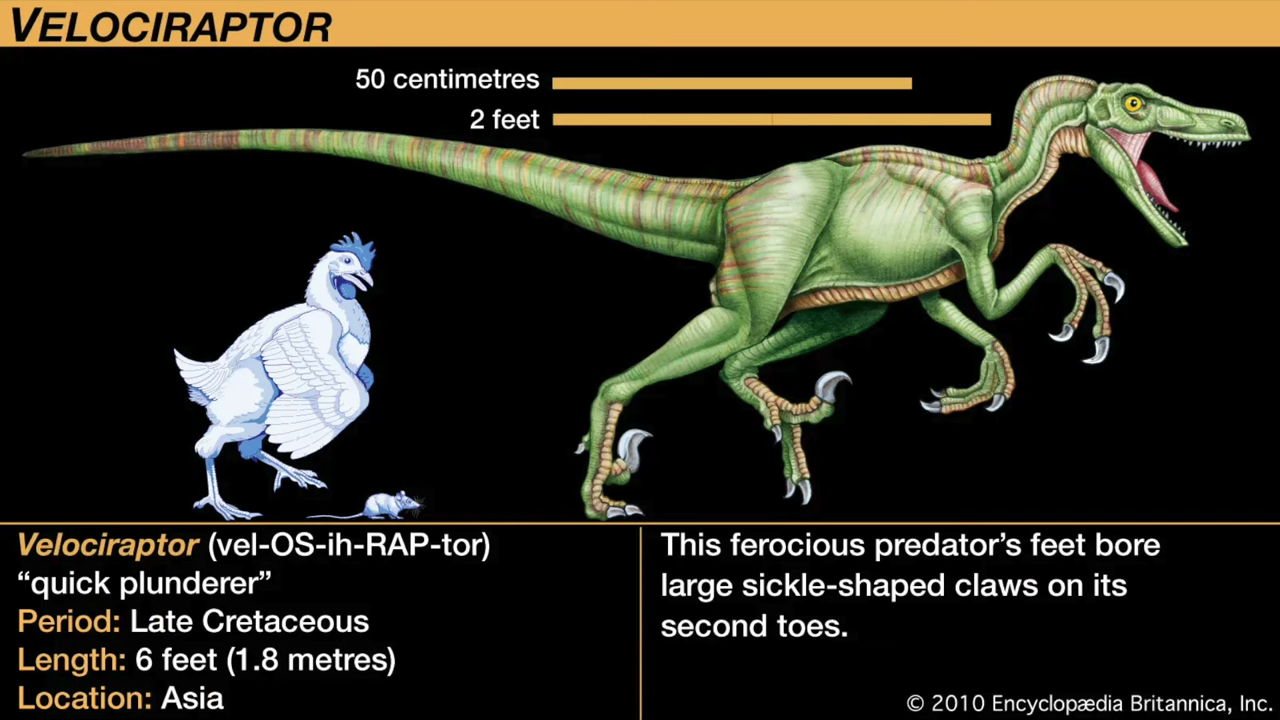 VELOCIRAPTOR
50 centimetres
2 feet
Velociraptor (vel-OS-ih-RAP-tor)
“quick plunderer”
Period: Late Cretaceous
Length: 6 feet (1.8 metres)
Location: Asia
This ferocious predator’s feet bore
large sickle-shaped claws on its
second toes.
© 2010 Encyclopædia Britannica, Inc.